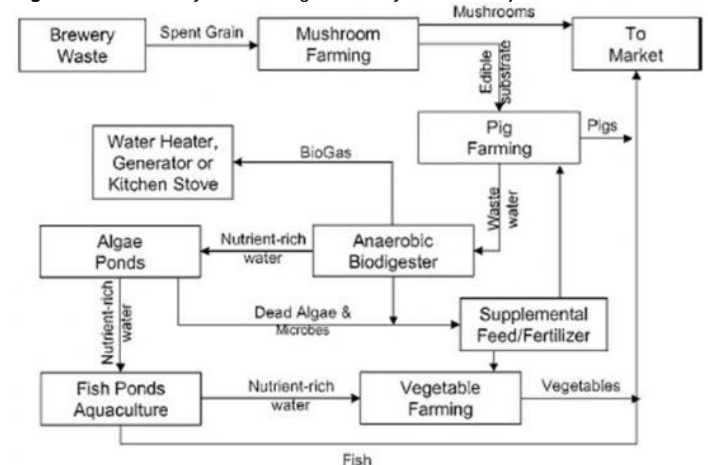 Brewery
Waste
Spent Grain
Mushroom
Farming
Mushrooms
To
Market
Edible
substrate
Pig
Farming
Pigs
Water Heater,
Generator or
Kitchen Stove
BioGas
Waste
water
Algae
Ponds
Nutrient-rich
water
Anaerobic
Biodigester
Nutrient-rich
water
Dead Algae &
Microbes
Supplemental
Feed/Fertilizer
Fish Ponds
Aquaculture
Nutrient-rich
water
Vegetable
Farming
Vegetables
Fish